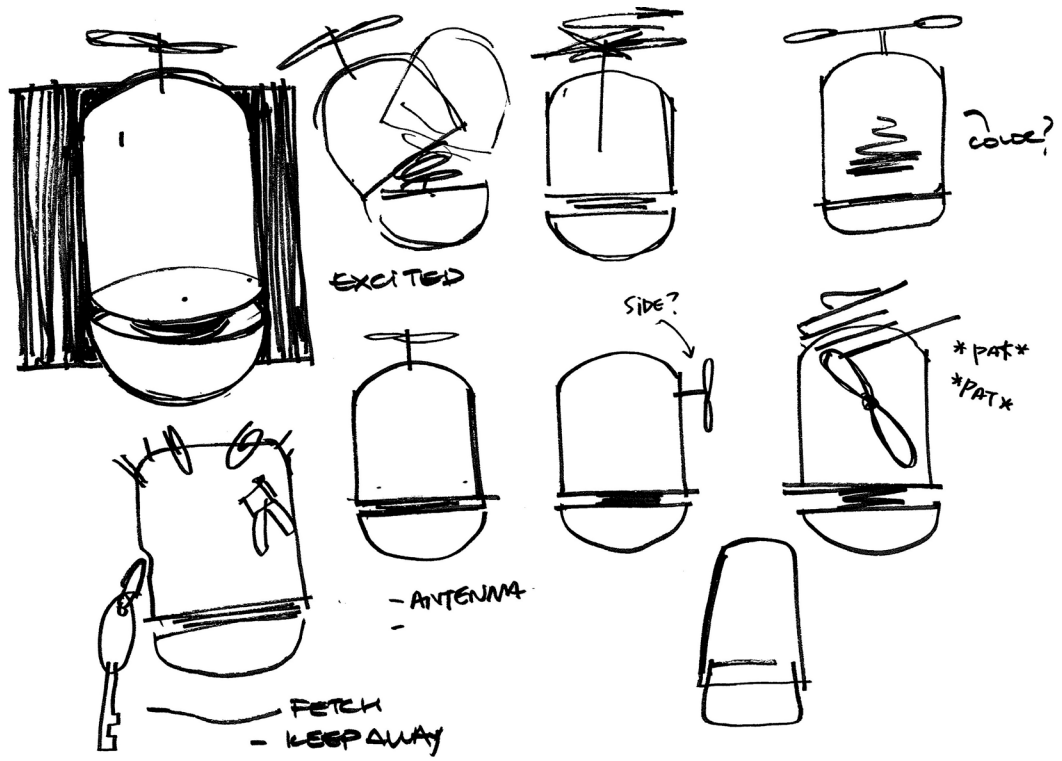 COLOR?
EXCITED
SIDE?
*PAT*
*PAT*
- ANTENNA
-
FETCH
- KEEP AWAY